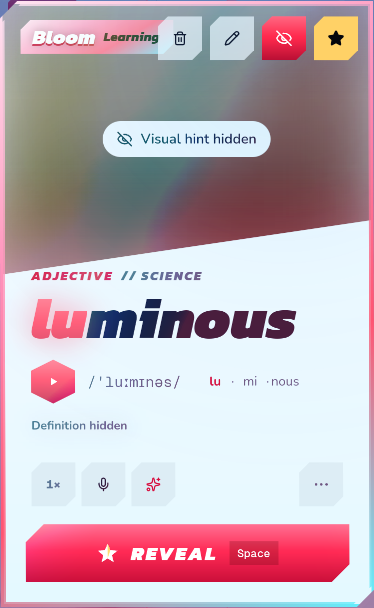 Bloom Learning
Visual hint hidden
ADJECTIVE // SCIENCE
luminous
/ˈluːmɪnəs/ lu · mi · nous
Definition hidden
1×
REVEAL Space